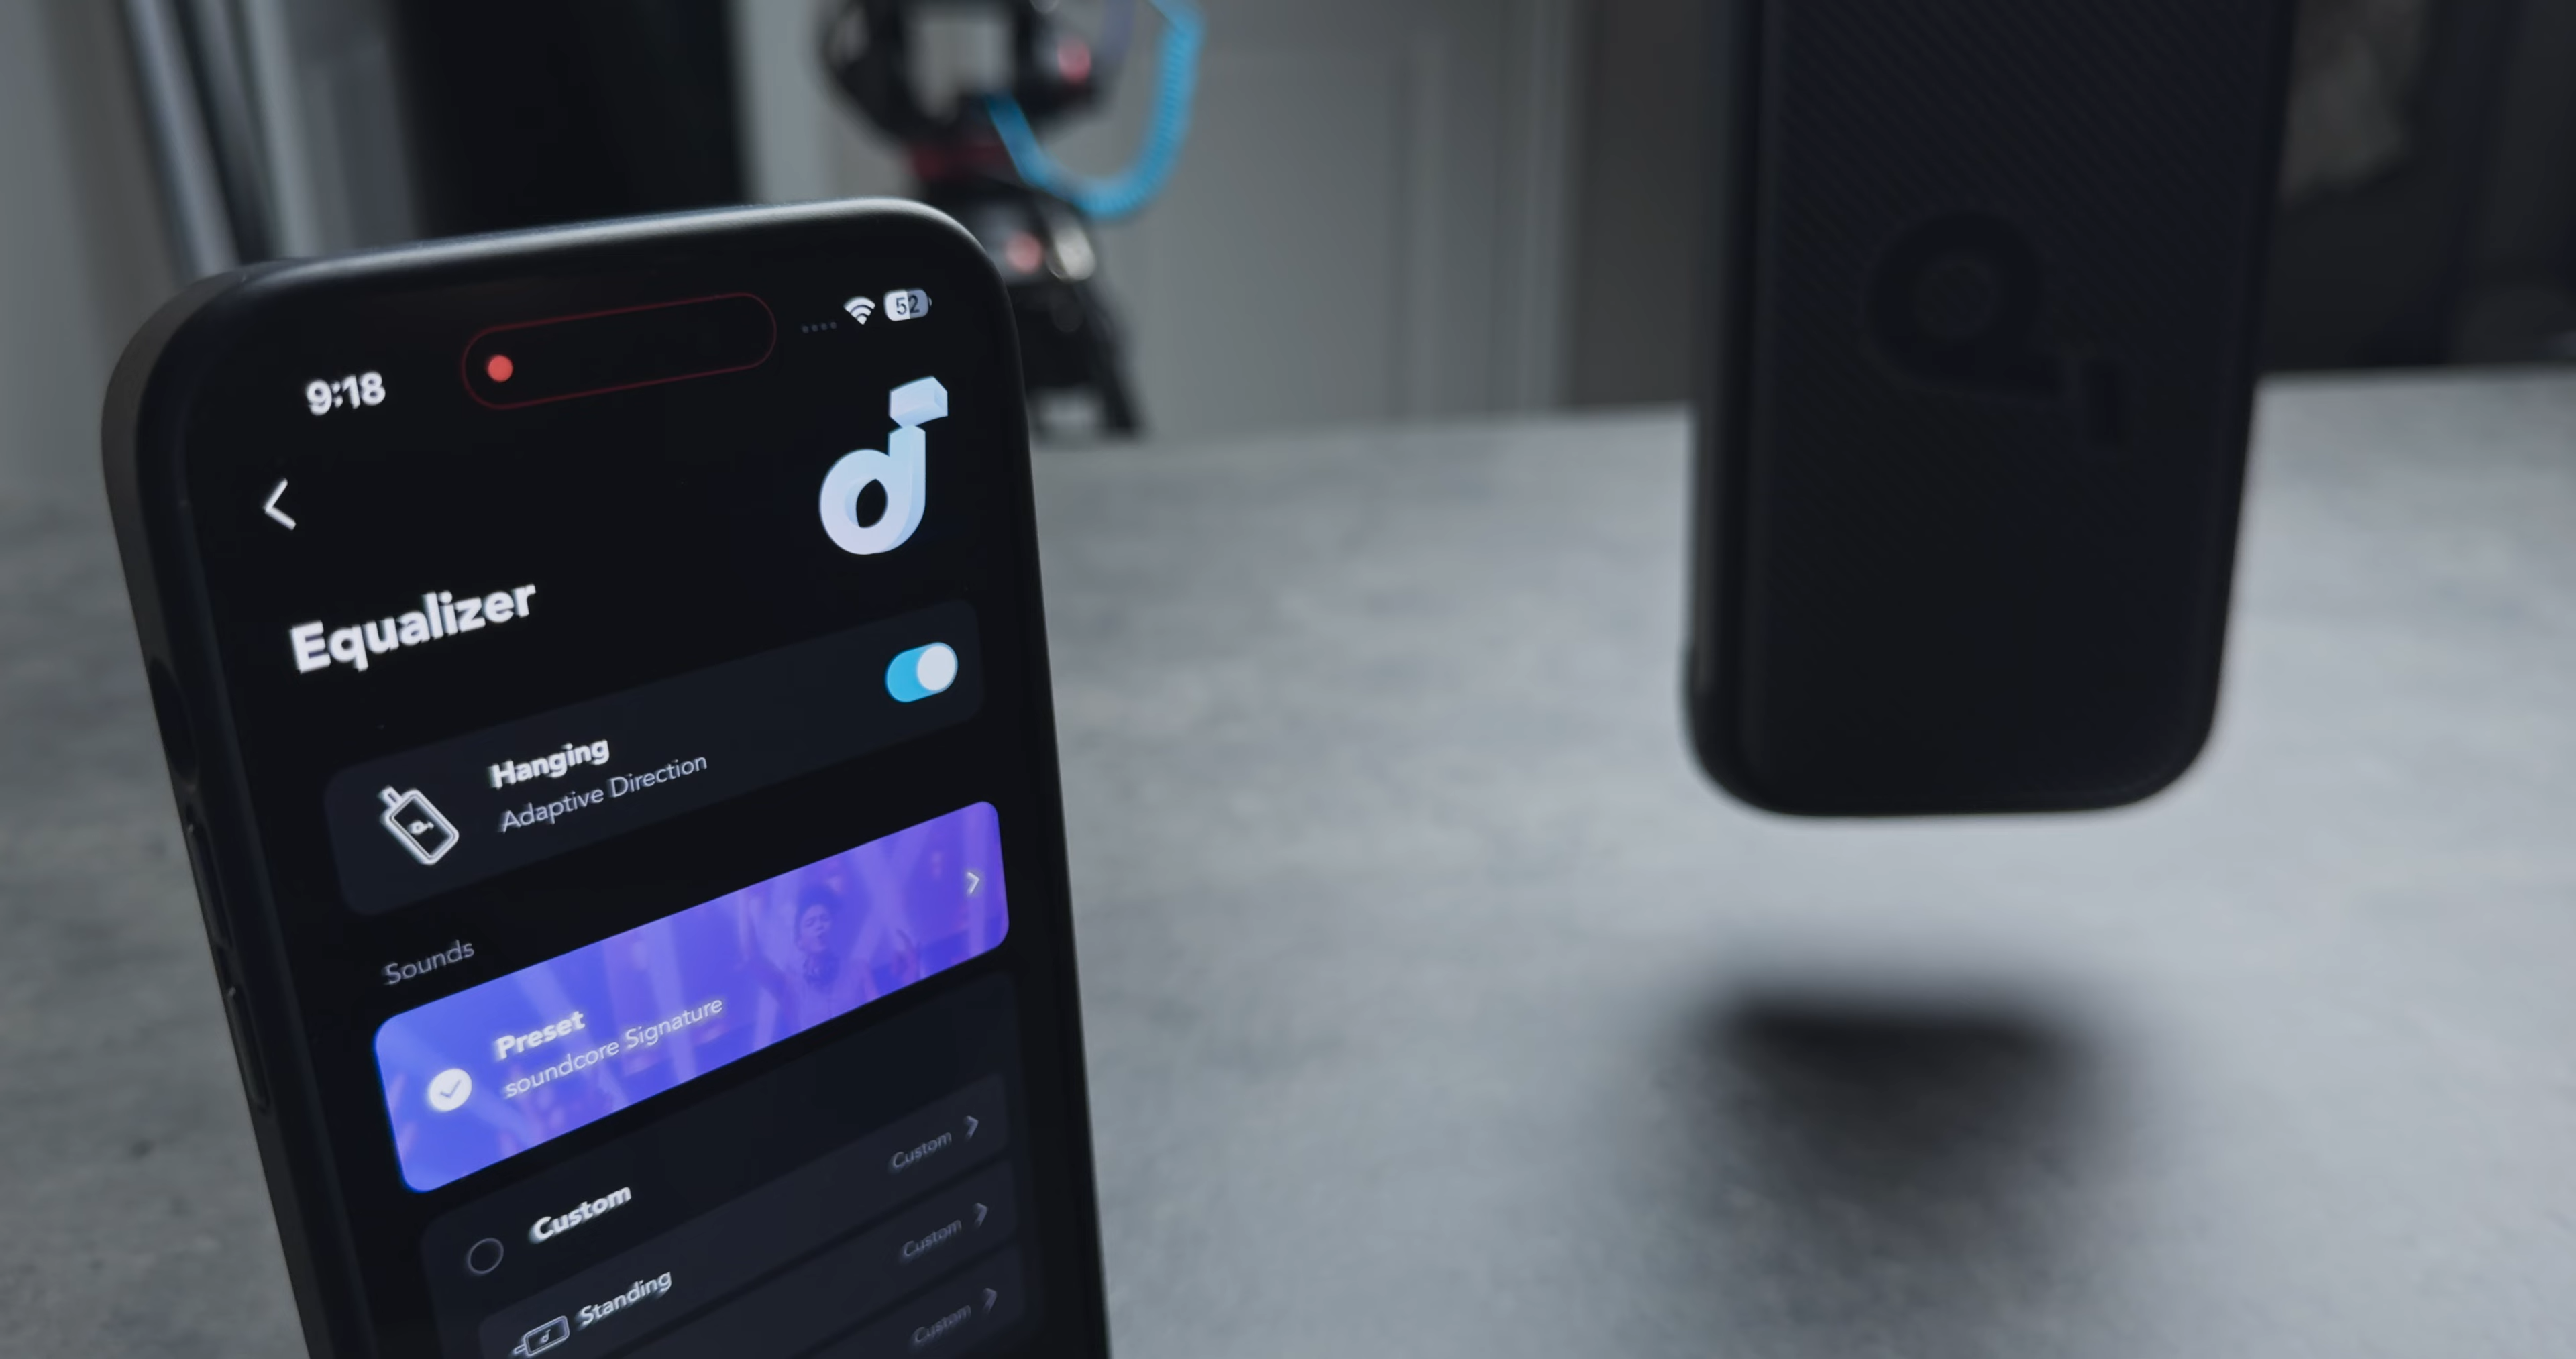 9:18
52
Equalizer
Hanging
Adaptive Direction
Sounds
Preset
soundcore Signature
Custom
Custom
Standing
Custom
Custom